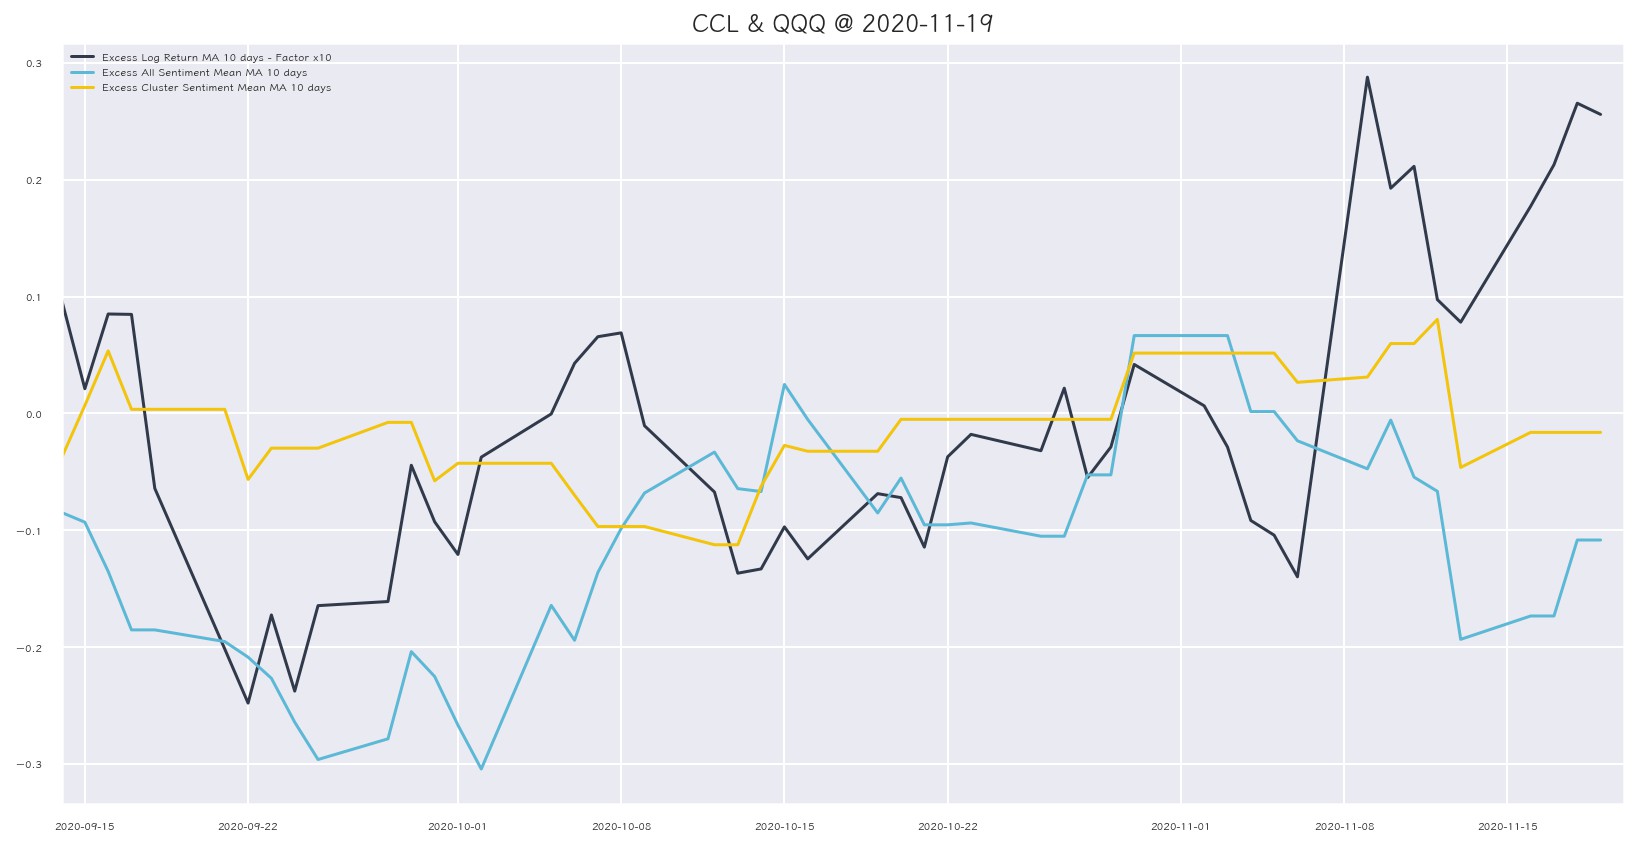 CCL & QQQ @ 2020-11-19
Excess Log Return MA 10 days - Factor x10
Excess All Sentiment Mean MA 10 days
Excess Cluster Sentiment Mean MA 10 days
0.3
0.2
0.1
0.0
−0.1
−0.2
−0.3
2020-09-15 2020-09-22 2020-10-01 2020-10-08 2020-10-15 2020-10-22 2020-11-01 2020-11-08 2020-11-15